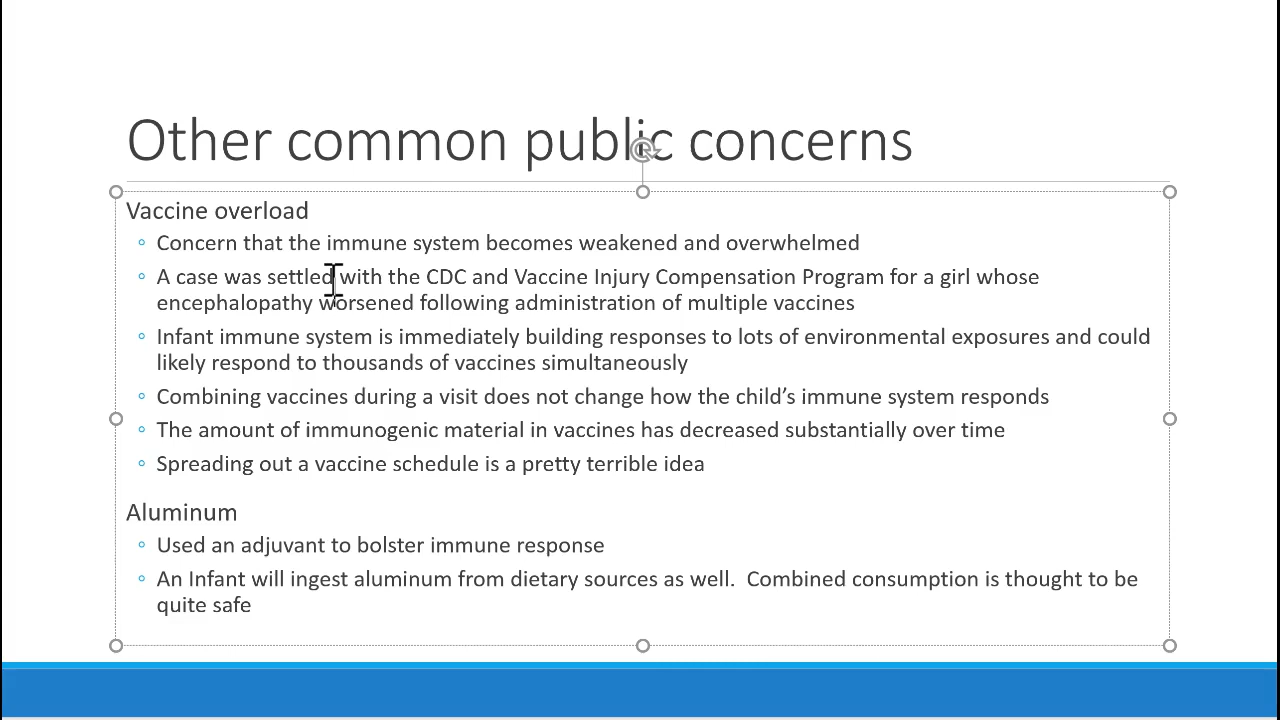 Other common public concerns
Vaccine overload
◦ Concern that the immune system becomes weakened and overwhelmed
◦ A case was settled with the CDC and Vaccine Injury Compensation Program for a girl whose
encephalopathy worsened following administration of multiple vaccines
◦ Infant immune system is immediately building responses to lots of environmental exposures and could
likely respond to thousands of vaccines simultaneously
◦ Combining vaccines during a visit does not change how the child’s immune system responds
◦ The amount of immunogenic material in vaccines has decreased substantially over time
◦ Spreading out a vaccine schedule is a pretty terrible idea
Aluminum
◦ Used an adjuvant to bolster immune response
◦ An Infant will ingest aluminum from dietary sources as well.  Combined consumption is thought to be
quite safe